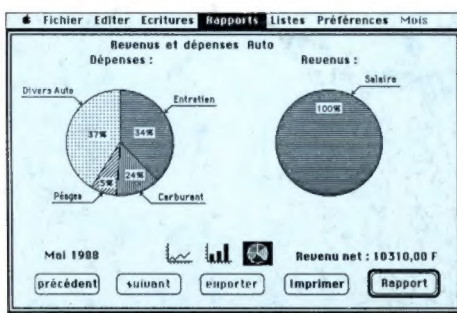 Fichier Editer Ecritures Rapports Listes Préférences Mois
Revenus et dépenses Auto
Dépenses : Revenus :
Divers Auto
Entretien
Salaire
37% 34%
100%
5% 24%
Péages
Carburant
Mai 1988
Revenu net : 10310,00 F
précédent suivant exporter Imprimer Rapport